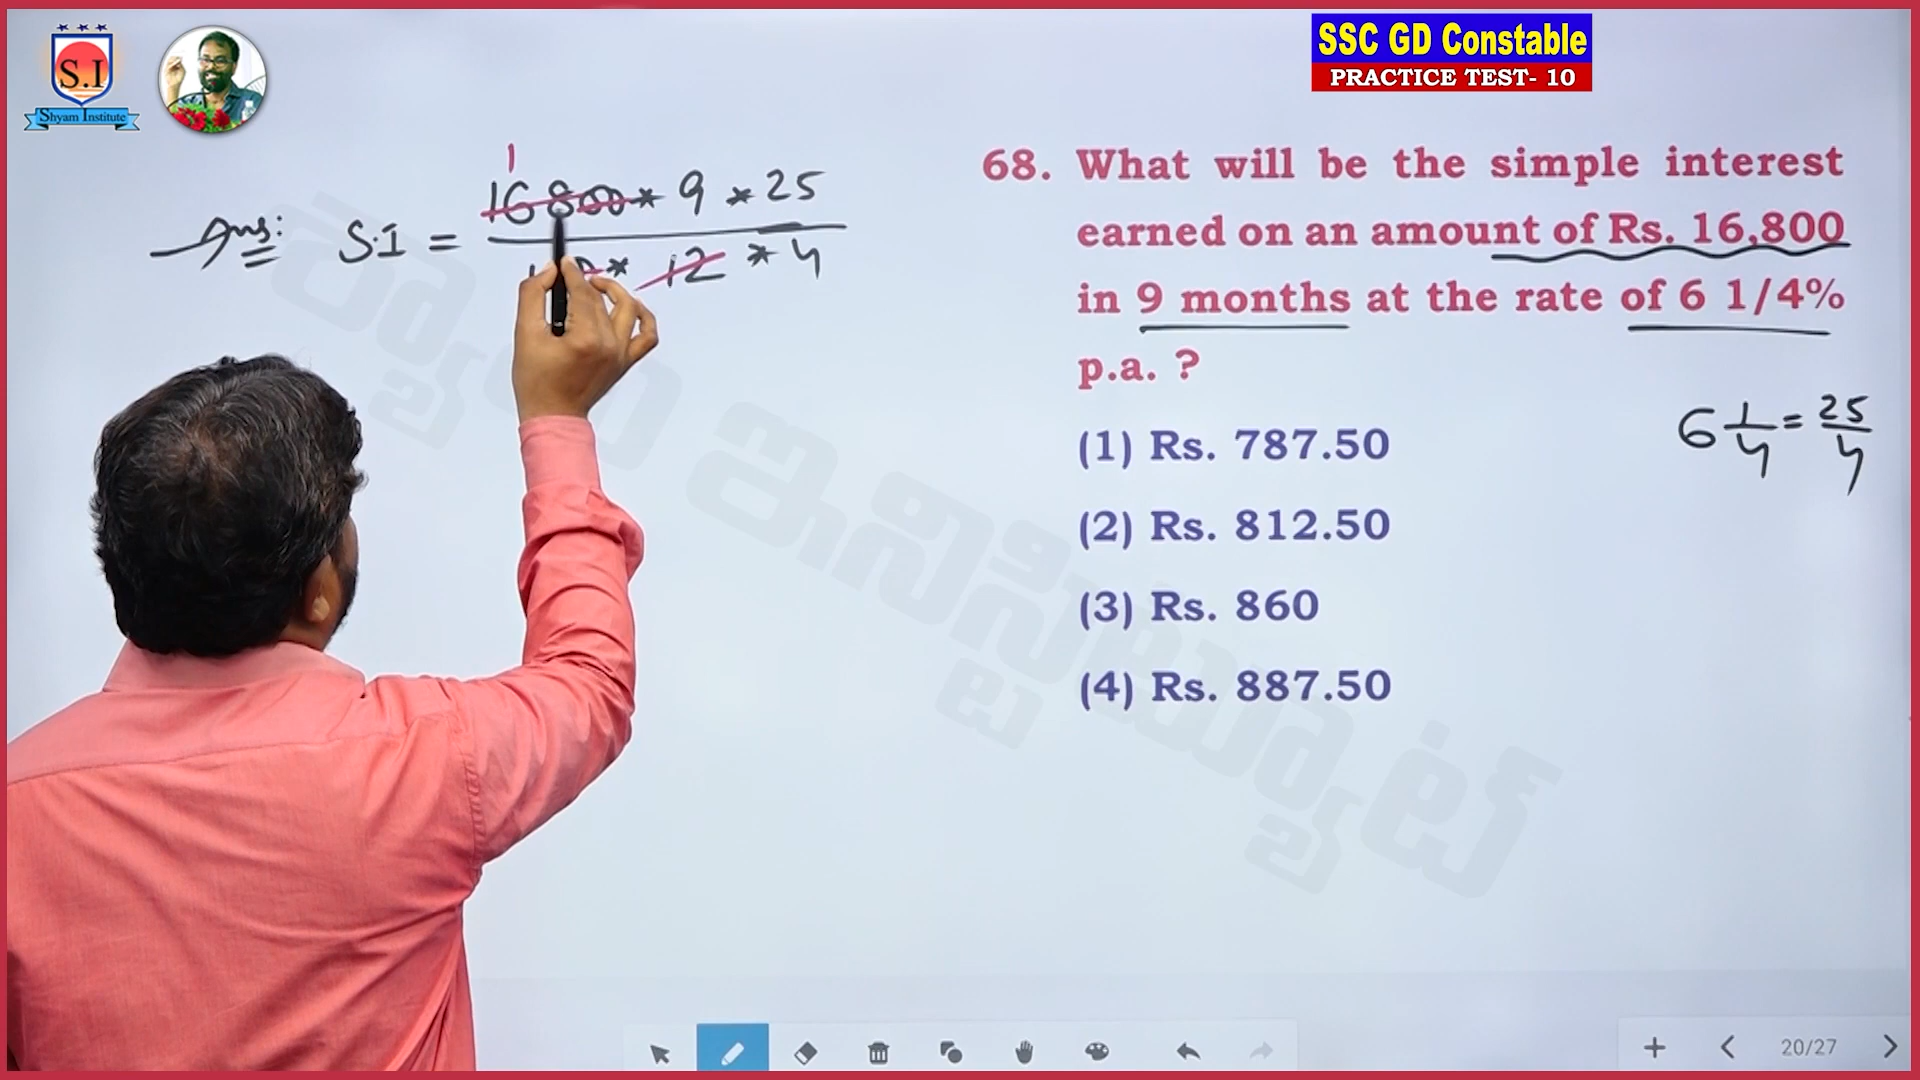 S.I
Shyam Institute
SSC GD Constable
PRACTICE TEST- 10
1
Ans: S.I = 16800 * 9 * 25
* 12 * 4
68. What will be the simple interest
earned on an amount of Rs. 16,800
in 9 months at the rate of 6 1/4%
p.a. ?
6 1/4 = 25/4
(1) Rs. 787.50
(2) Rs. 812.50
(3) Rs. 860
(4) Rs. 887.50
శ్యామ్ ఇన్స్టిట్యూట్
20/27